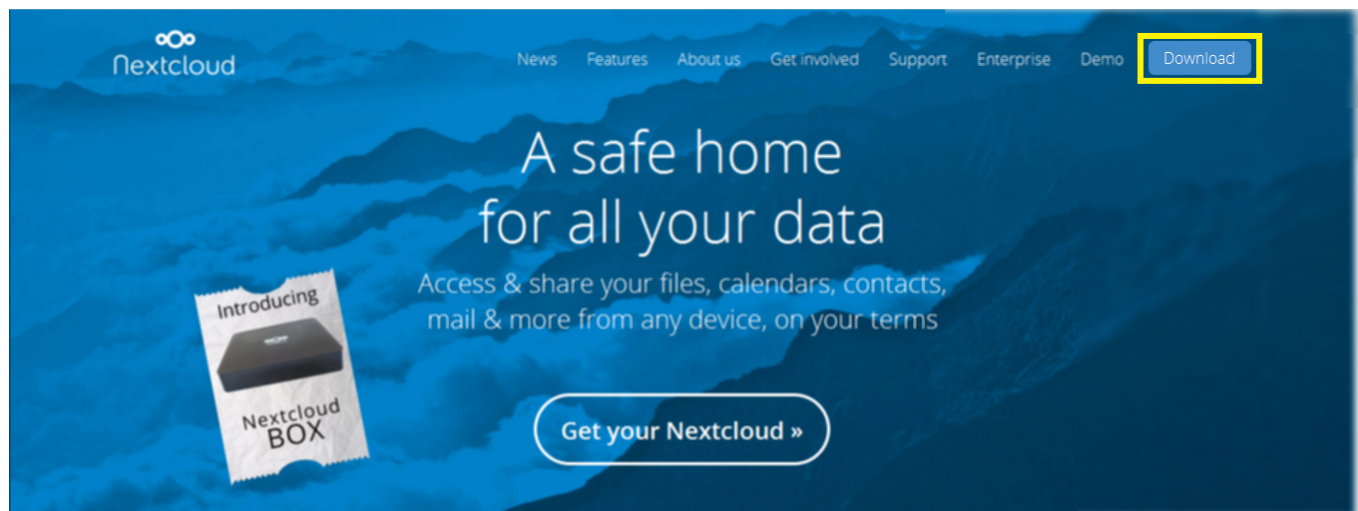 Nextcloud
News Features About us Get involved Support Enterprise Demo Download
A safe home
for all your data
Access & share your files, calendars, contacts,
mail & more from any device, on your terms
Introducing
Nextcloud
BOX
Get your Nextcloud »